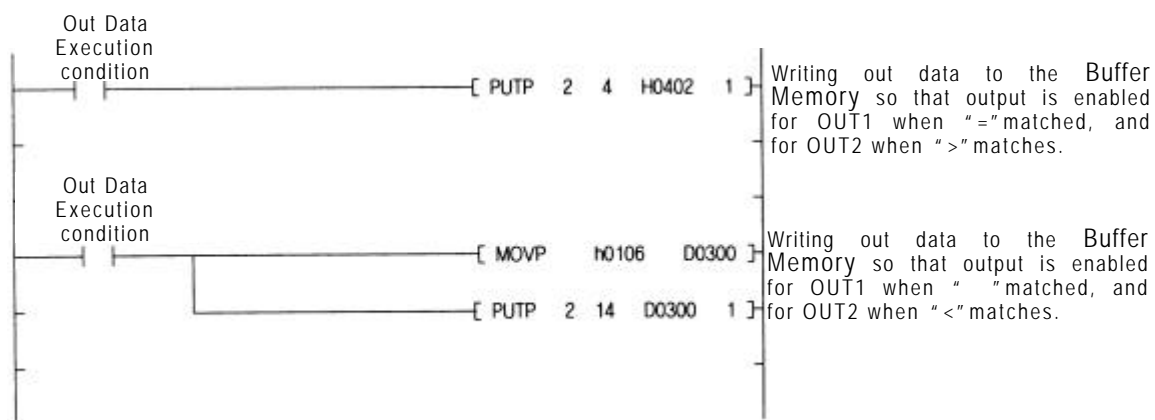 Out Data
Execution
condition
[ PUTP 2 4 H0402 1 ]
Writing out data to the Buffer
Memory so that output is enabled
for OUT1 when “=”matched, and
for OUT2 when “>”matches.
Out Data
Execution
condition
[ MOVP h0106 D0300 ]
[ PUTP 2 14 D0300 1 ]
Writing out data to the Buffer
Memory so that output is enabled
for OUT1 when “ ”matched, and
for OUT2 when “<”matches.